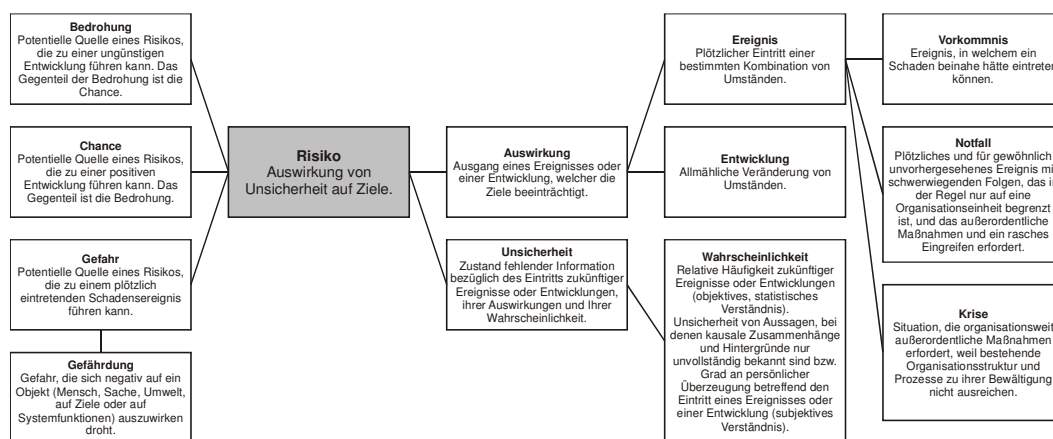 Bedrohung
Potentielle Quelle eines Risikos,
die zu einer ungünstigen
Entwicklung führen kann. Das
Gegenteil der Bedrohung ist die
Chance.
Chance
Potentielle Quelle eines Risikos,
die zu einer positiven
Entwicklung führen kann. Das
Gegenteil ist die Bedrohung.
Gefahr
Potentielle Quelle eines Risikos,
die zu einem plötzlich
eintretenden Schadensereignis
führen kann.
Gefährdung
Gefahr, die sich negativ auf ein
Objekt (Mensch, Sache, Umwelt,
auf Ziele oder auf
Systemfunktionen) auszuwirken
droht.
Risiko
Auswirkung von
Unsicherheit auf Ziele.
Auswirkung
Ausgang eines Ereignisses oder
einer Entwicklung, welcher die
Ziele beeinträchtigt.
Unsicherheit
Zustand fehlender Information
bezüglich des Eintritts zukünftiger
Ereignisse oder Entwicklungen,
ihrer Auswirkungen und Ihrer
Wahrscheinlichkeit.
Ereignis
Plötzlicher Eintritt einer
bestimmten Kombination von
Umständen.
Entwicklung
Allmähliche Veränderung von
Umständen.
Wahrscheinlichkeit
Relative Häufigkeit zukünftiger
Ereignisse oder Entwicklungen
(objektives, statistisches
Verständnis).
Unsicherheit von Aussagen, bei
denen kausale Zusammenhänge
und Hintergründe nur
unvollständig bekannt sind bzw.
Grad an persönlicher
Überzeugung betreffend den
Eintritt eines Ereignisses oder
einer Entwicklung (subjektives
Verständnis).
Vorkommnis
Ereignis, in welchem ein
Schaden beinahe hätte eintreten
können.
Notfall
Plötzliches und für gewöhnlich
unvorhergesehenes Ereignis mi
schwerwiegenden Folgen, das i
der Regel nur auf eine
Organisationseinheit begrenzt
ist, und das außerordentliche
Maßnahmen und ein rasches
Eingreifen erfordert.
Krise
Situation, die organisationsweit
außerordentliche Maßnahmen
erfordert, weil bestehende
Organisationsstruktur und
Prozesse zu ihrer Bewältigung
nicht ausreichen.